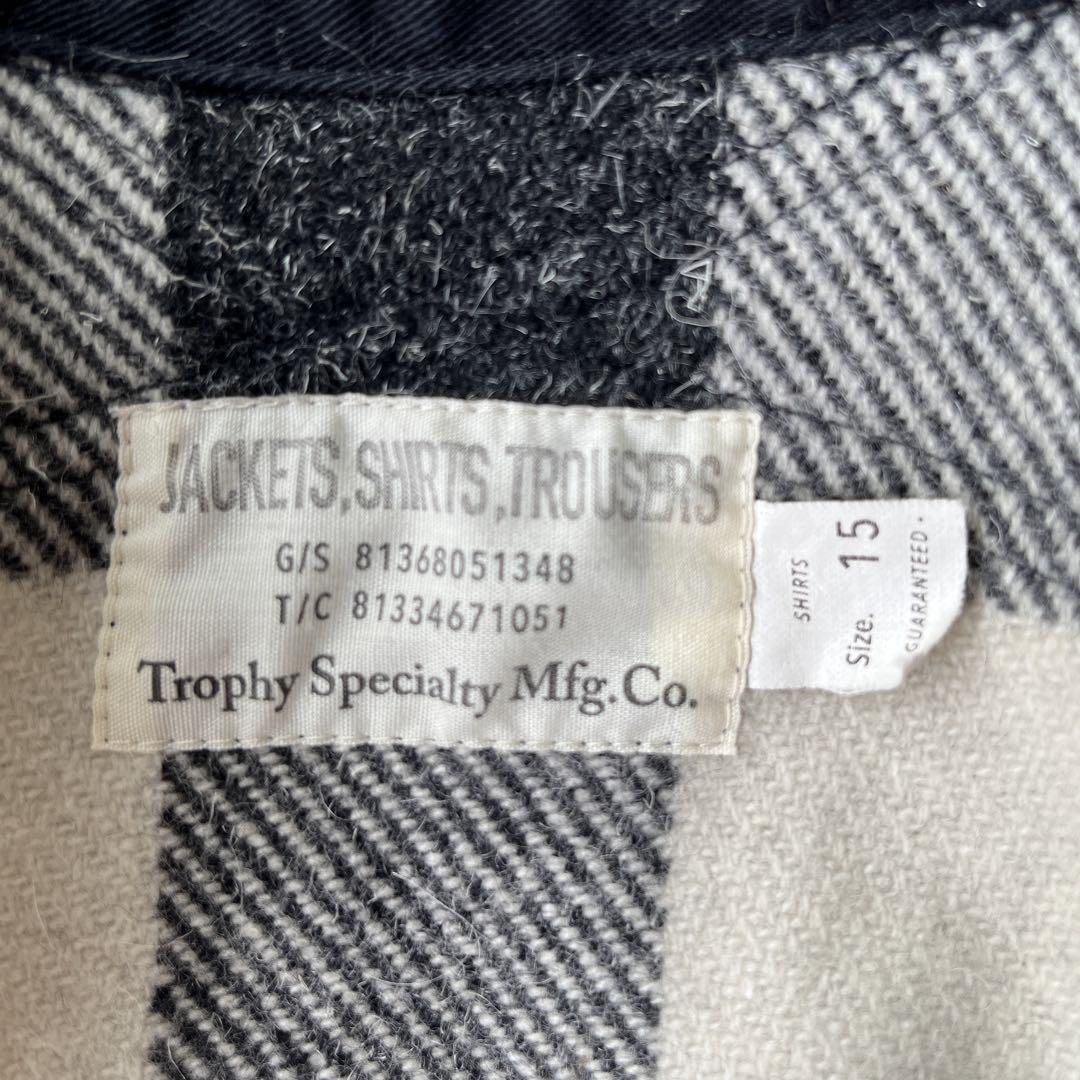 JACKETS,SHIRTS,TROUSERS
G/S 81368051348
T/C 81334671051
Trophy Specialty Mfg.Co.
SHIRTS
Size. 15
GUARANTEED.